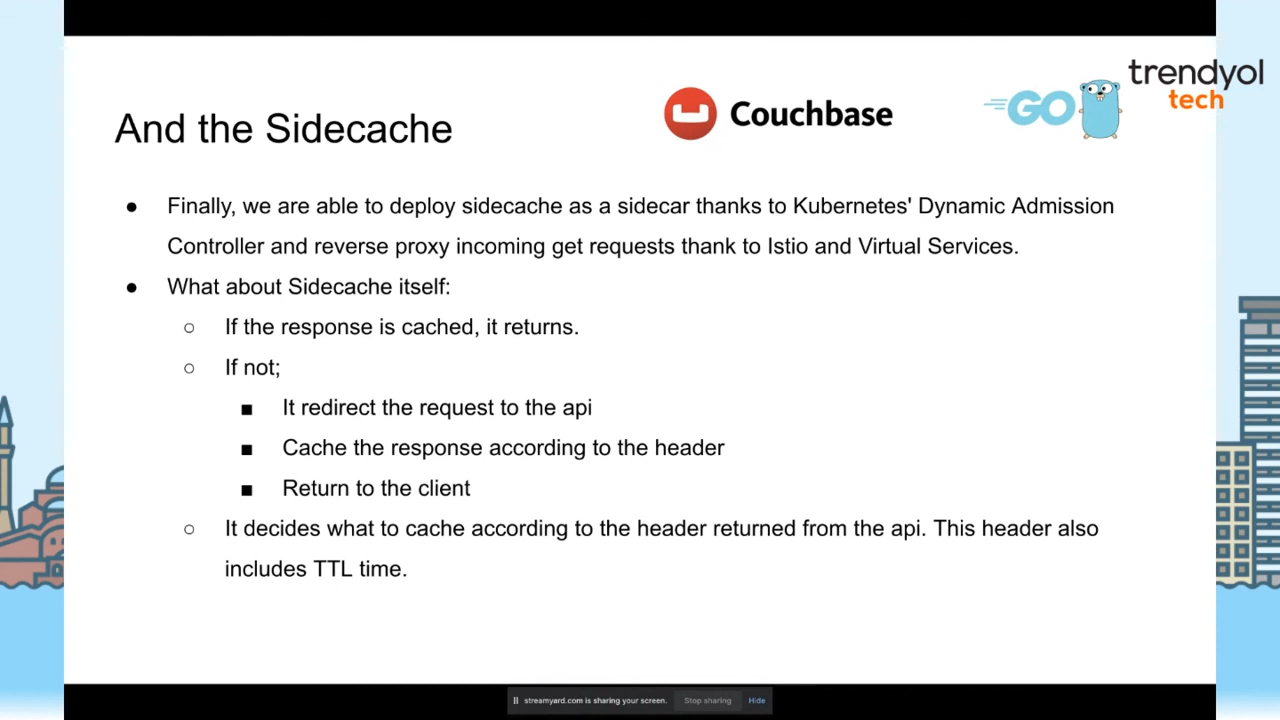 trendyol
tech
Couchbase
GO
And the Sidecache
● Finally, we are able to deploy sidecache as a sidecar thanks to Kubernetes' Dynamic Admission
Controller and reverse proxy incoming get requests thank to Istio and Virtual Services.
● What about Sidecache itself:
○ If the response is cached, it returns.
○ If not;
■ It redirect the request to the api
■ Cache the response according to the header
■ Return to the client
○ It decides what to cache according to the header returned from the api. This header also
includes TTL time.
streamyard.com is sharing your screen. Stop sharing Hide